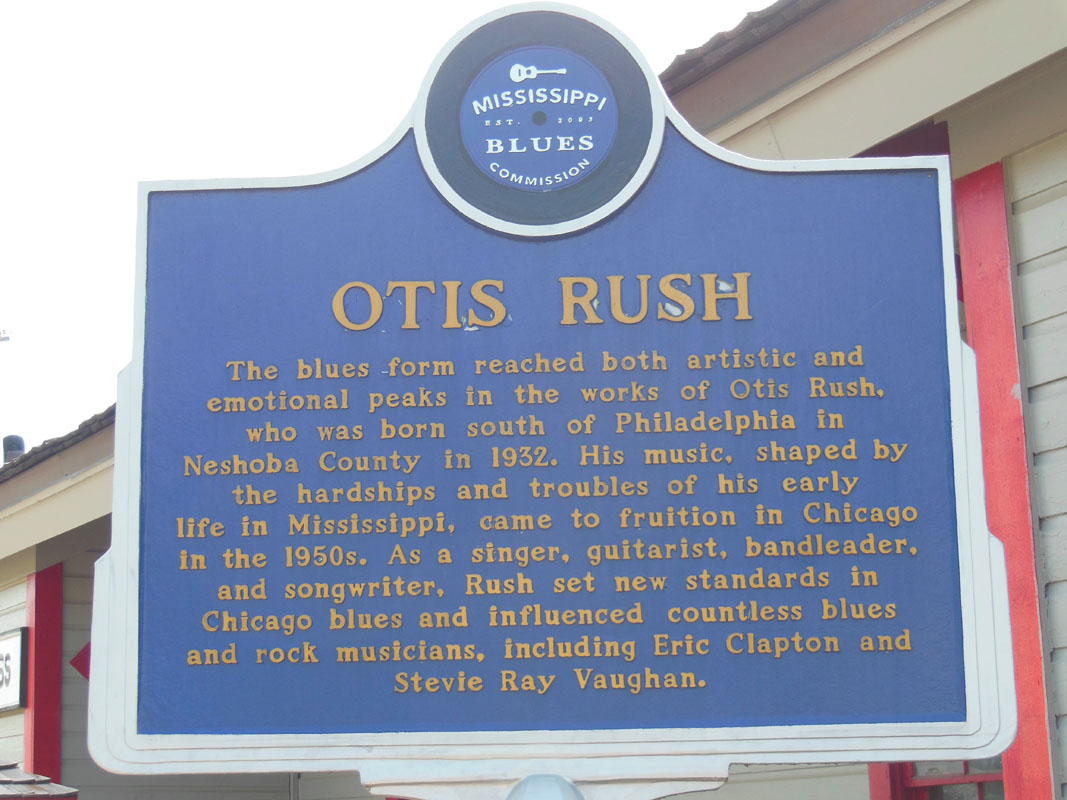 MISSISSIPPI
EST. 2003
BLUES
COMMISSION
OTIS RUSH
The blues form reached both artistic and
emotional peaks in the works of Otis Rush,
who was born south of Philadelphia in
Neshoba County in 1932. His music, shaped by
the hardships and troubles of his early
life in Mississippi, came to fruition in Chicago
in the 1950s. As a singer, guitarist, bandleader,
and songwriter, Rush set new standards in
Chicago blues and influenced countless blues
and rock musicians, including Eric Clapton and
Stevie Ray Vaughan.
SS